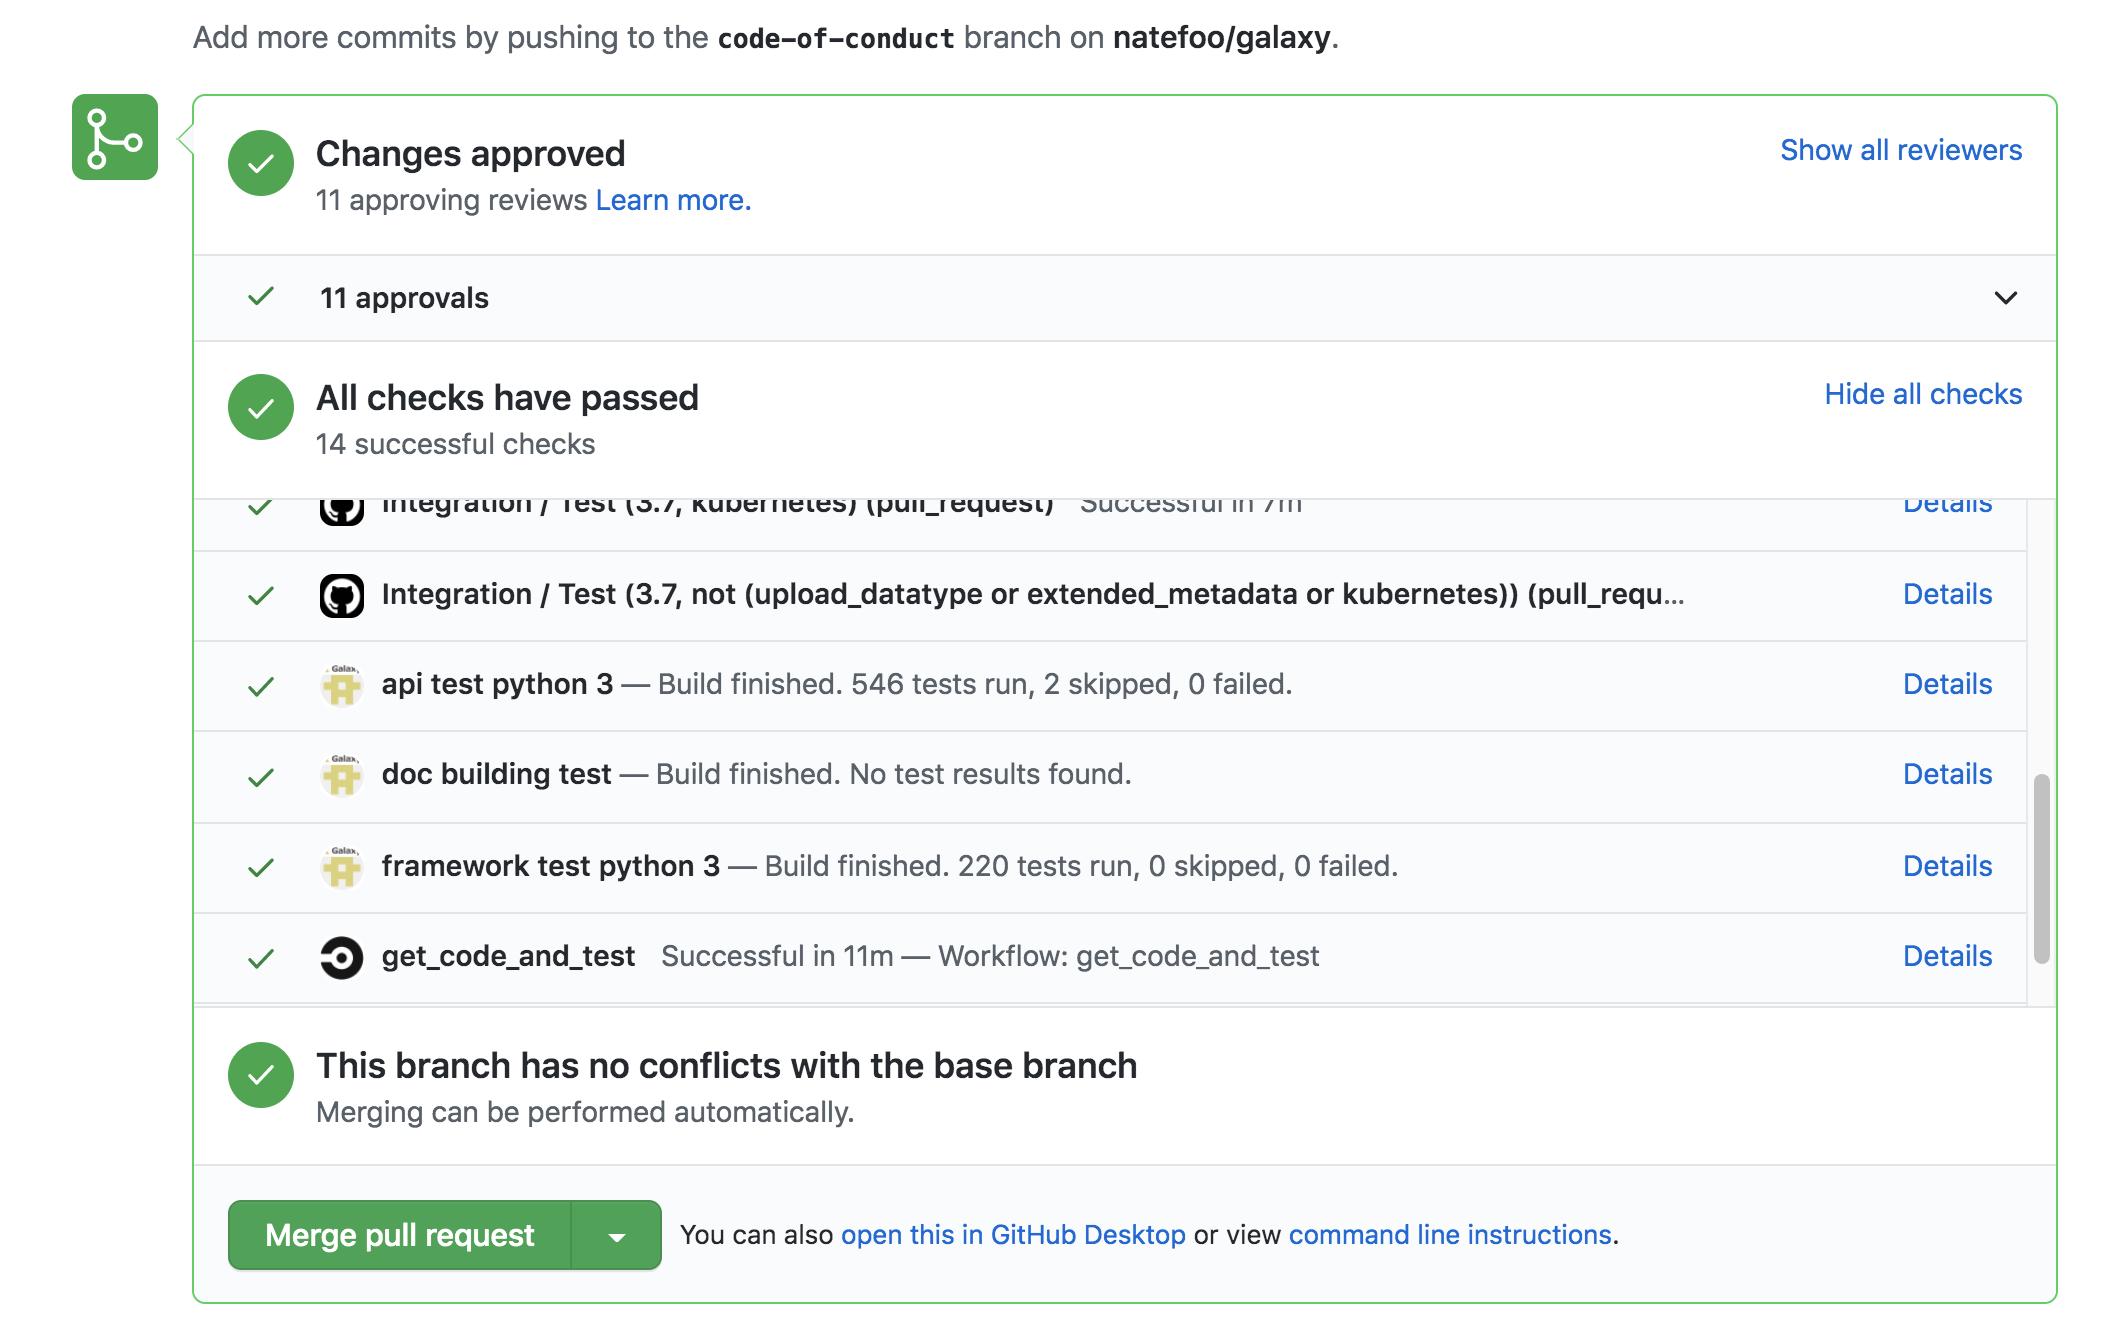 Add more commits by pushing to the code-of-conduct branch on natefoo/galaxy.
Changes approved
Show all reviewers
11 approving reviews Learn more.
11 approvals
All checks have passed
Hide all checks
14 successful checks
Integration / Test (3.7, kubernetes) (pull_request) Successful in 7m Details
Integration / Test (3.7, not (upload_datatype or extended_metadata or kubernetes)) (pull_requ... Details
Galaxy
api test python 3 — Build finished. 546 tests run, 2 skipped, 0 failed. Details
Galaxy
doc building test — Build finished. No test results found. Details
Galaxy
framework test python 3 — Build finished. 220 tests run, 0 skipped, 0 failed. Details
get_code_and_test Successful in 11m — Workflow: get_code_and_test Details
This branch has no conflicts with the base branch
Merging can be performed automatically.
Merge pull request
You can also open this in GitHub Desktop or view command line instructions.